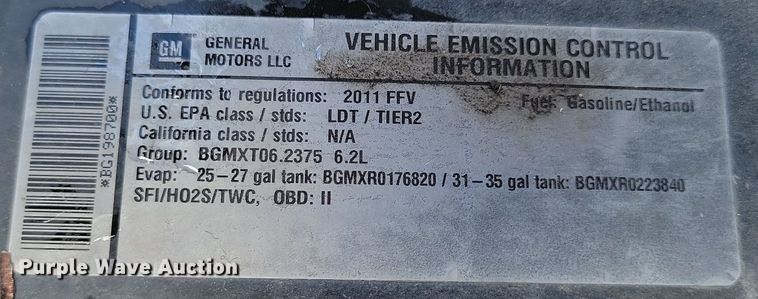 GM
GENERAL MOTORS LLC
VEHICLE EMISSION CONTROL INFORMATION
Conforms to regulations: 2011 FFV
Fuel: Gasoline/Ethanol
U.S. EPA class / stds: LDT / TIER2
California class / stds: N/A
Group: BGMXT06.2375 6.2L
Evap: 25-27 gal tank: BGMXR0176820 / 31-35 gal tank: BGMXR0223840
SFI/HO2S/TWC, OBD: II
*BG198700*
Purple Wave Auction